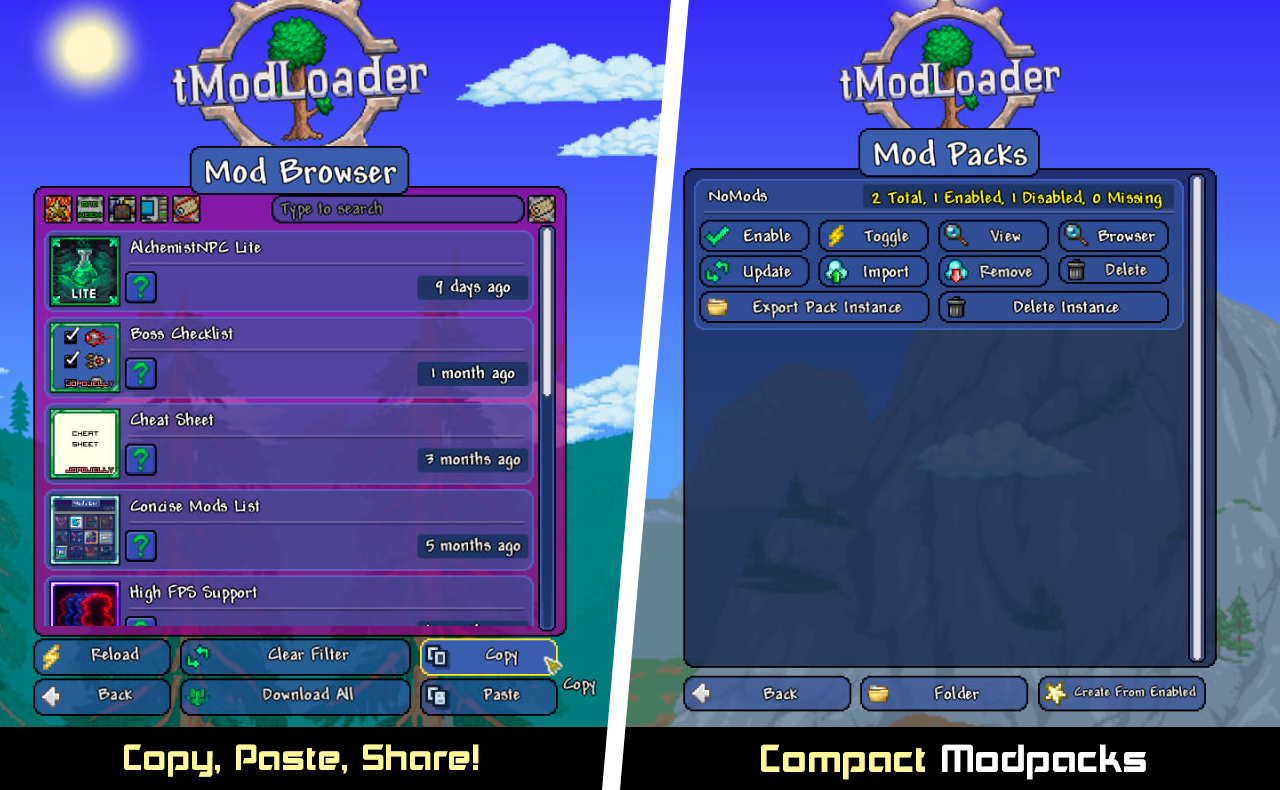 tModLoader
Mod Browser
Type to search
AlchemistNPC Lite
LITE
?
9 days ago
Boss Checklist
JOPOJELLY
?
1 month ago
Cheat Sheet
CHEAT
SHEET
JOPOJELLY
?
3 months ago
Concise Mods List
?
5 months ago
High FPS Support
Reload
Clear Filter
Copy
Back
Download All
Paste
Copy
Copy, Paste, Share!
tModLoader
Mod Packs
NoMods
2 Total, 1 Enabled, 1 Disabled, 0 Missing
Enable
Toggle
View
Browser
Update
Import
Remove
Delete
Export Pack Instance
Delete Instance
Back
Folder
Create From Enabled
Compact Modpacks